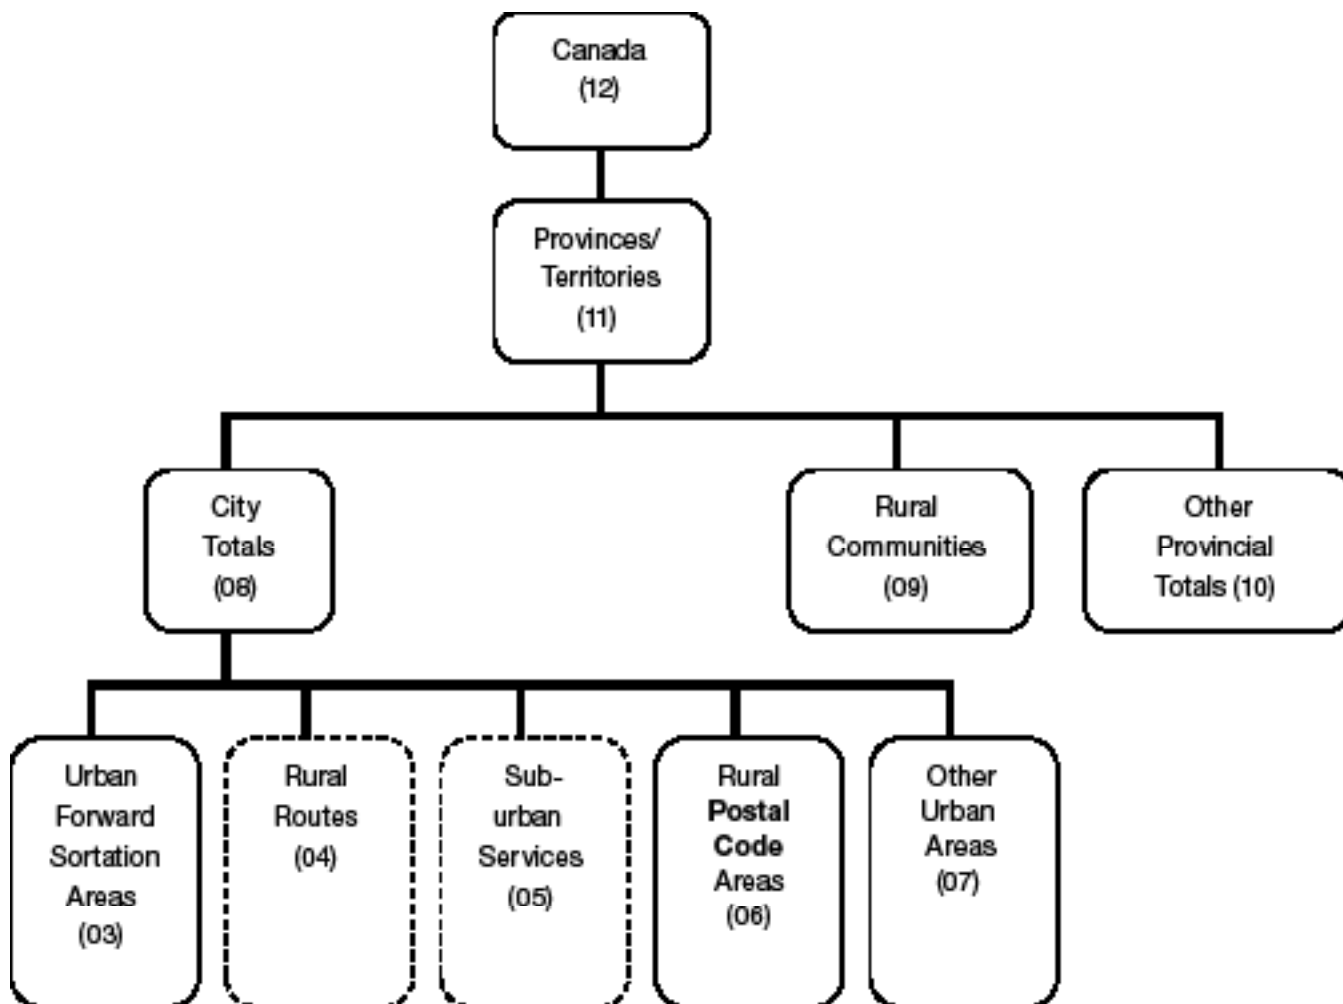 Canada
(12)
Provinces/
Territories
(11)
City
Totals
(08)
Rural
Communities
(09)
Other
Provincial
Totals (10)
Urban
Forward
Sortation
Areas
(03)
Rural
Routes
(04)
Sub-
urban
Services
(05)
Rural
Postal
Code
Areas
(06)
Other
Urban
Areas
(07)